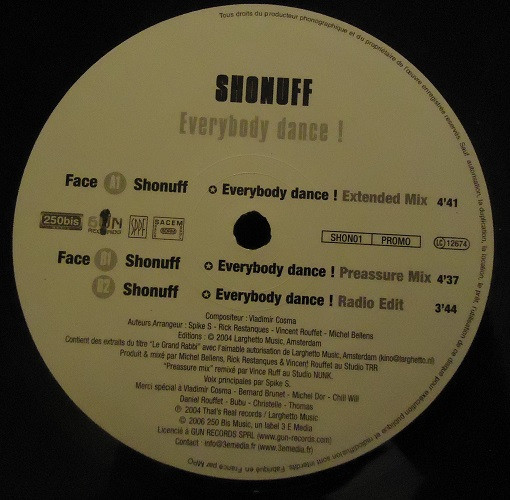 Tous droits du producteur phonographique et du propriétaire de l'œuvre enregistrée réservés. Sauf autorisation, la duplication, la location, le prêt, l'utilisation de ce disque pour exécution publique et radiodiffusion sont interdits. Fabriqué en France par MPO
SHONUFF
Everybody dance !
Face A1 Shonuff ✪ Everybody dance ! Extended Mix 4'41
250bis GUN RECORDS SPPF SACEM SHON01 PROMO LC 12674
Face B1 Shonuff ✪ Everybody dance ! Preassure Mix 4'37
B2 Shonuff ✪ Everybody dance ! Radio Edit 3'44
Compositeur : Vladimir Cosma
Auteurs Arrangeur : Spike S - Rick Restanques - Vincent Rouffet - Michel Bellens
Editions : © 2004 Larghetto Music, Amsterdam
Contient des extraits du titre "Le Grand Rabbi" avec l'aimable autorisation de Larghetto Music, Amsterdam (kino@larghetto.nl)
Produit & mixé par Michel Bellens, Rick Restanques & Vincent Rouffet au Studio TRR
"Preassure mix" remixed par Vince Ruff au Studio NUNK.
Voix principales par Spike S.
Merci spécial à Vladimir Cosma - Bernard Brunet - Michel Dor - Chill Will
Daniel Rouffet - Bubu - Christelle - Thomas
℗ 2004 That's Real records / Larghetto Music
© 2006 250 Bis Music, un label 3.E Media
Licencié à GUN RECORDS SPRL (www.gun-records.com)
Contact : info@3emedia.fr (www.3emedia.fr)